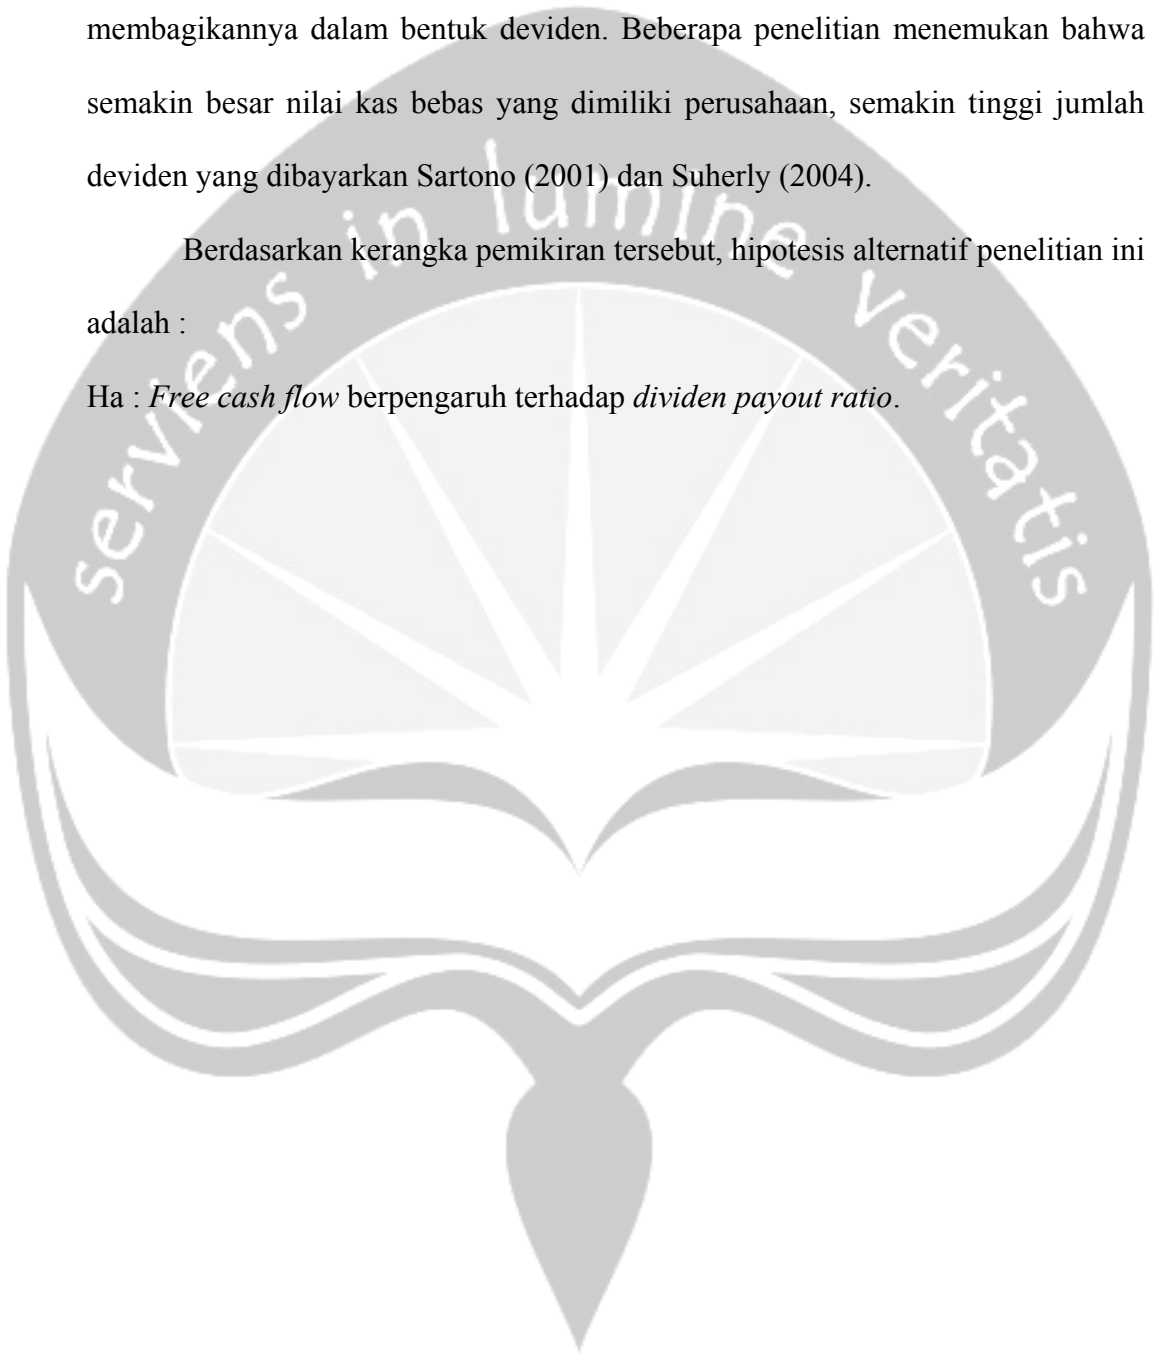 membagikannya dalam bentuk deviden. Beberapa penelitian menemukan bahwa
semakin besar nilai kas bebas yang dimiliki perusahaan, semakin tinggi jumlah
deviden yang dibayarkan Sartono (2001) dan Suherly (2004).
Berdasarkan kerangka pemikiran tersebut, hipotesis alternatif penelitian ini
adalah :
Ha : Free cash flow berpengaruh terhadap dividen payout ratio.
serviens in lumine veritatis